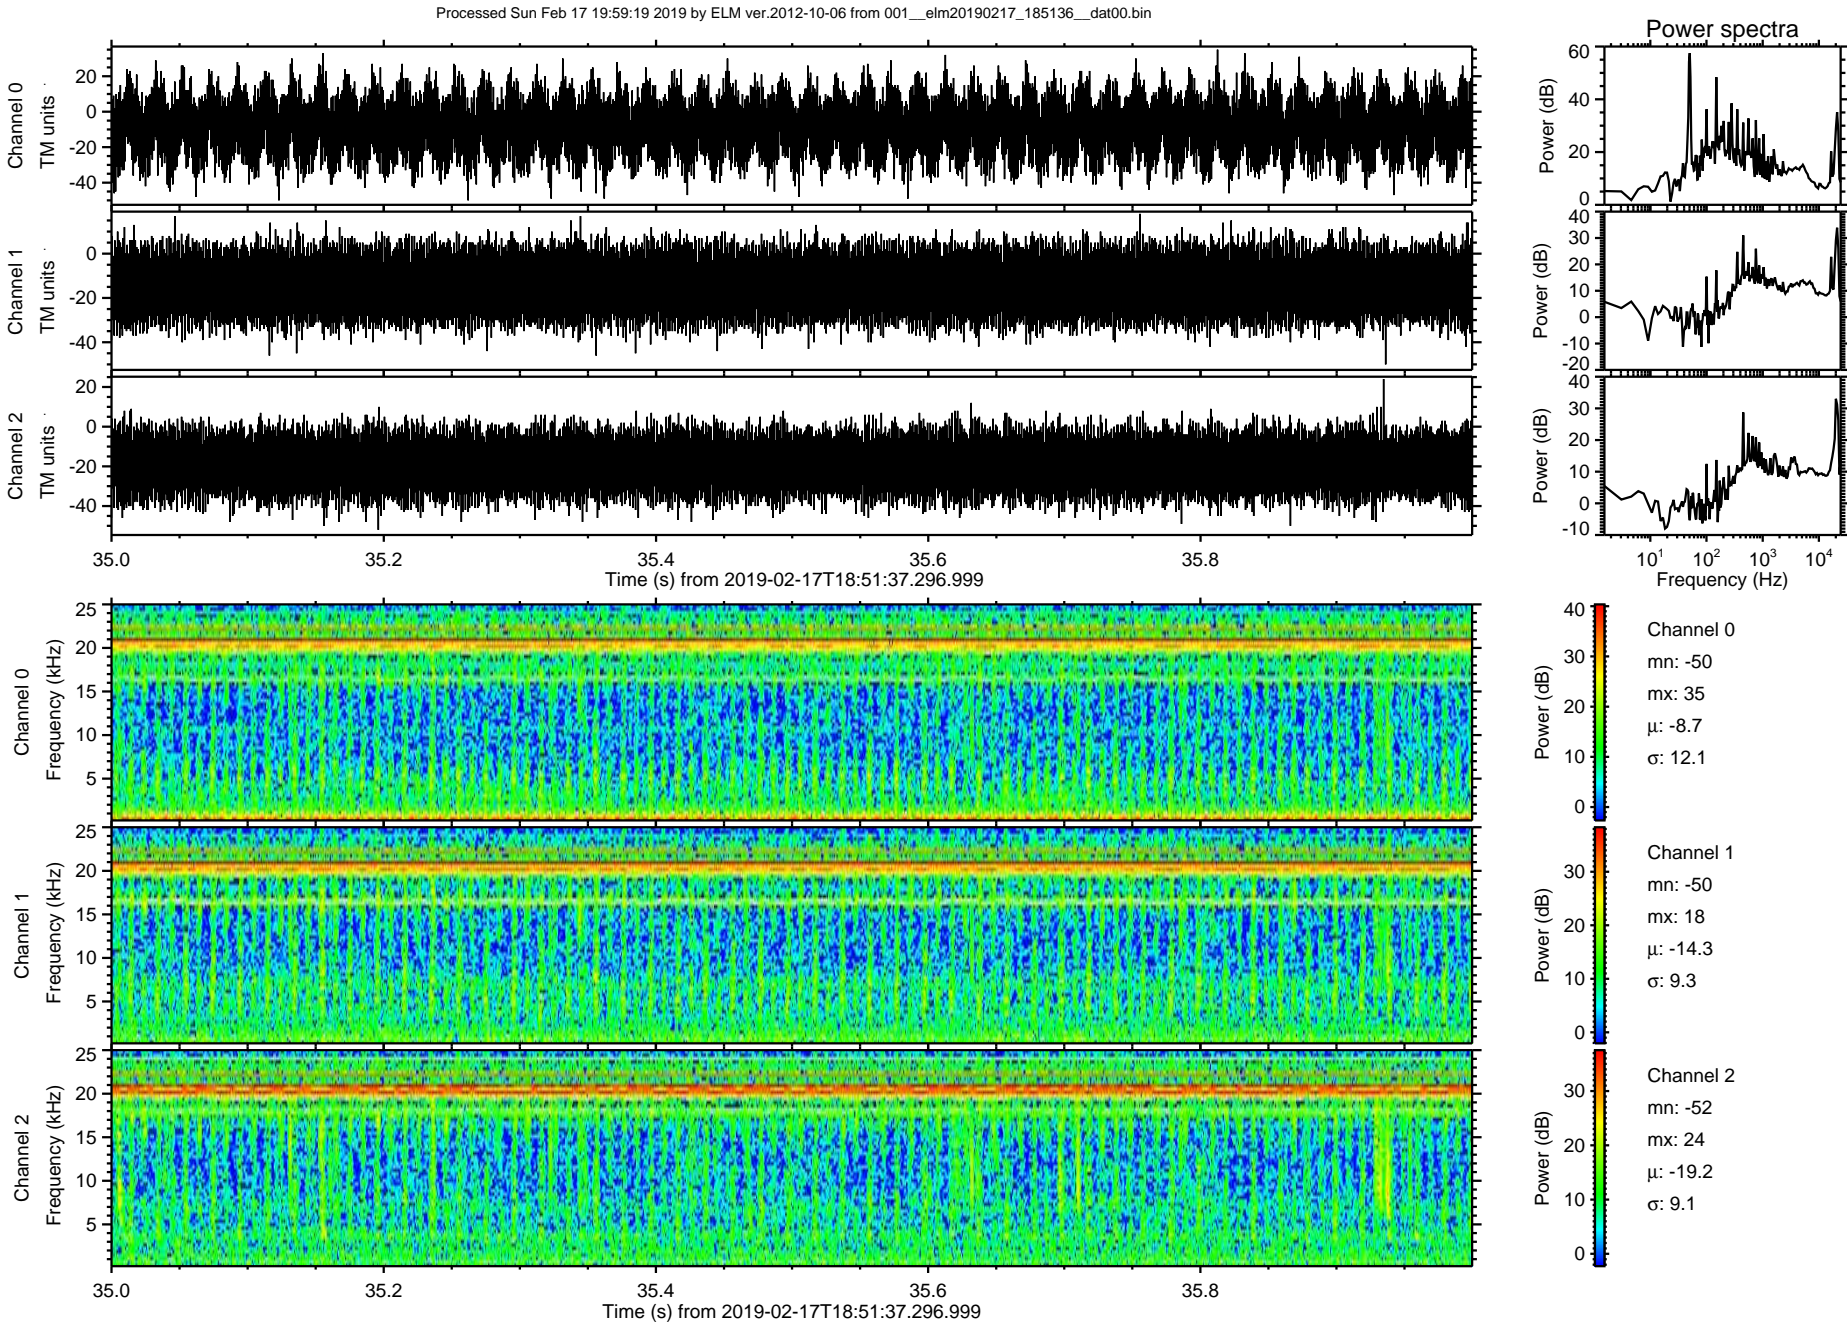 Processed Sun Feb 17 19:59:19 2019 by ELM ver.2012-10-06 from 001__elm20190217_185136__dat00.bin
Power spectra
Channel 0
TM units
20
0
-20
-40
Power (dB)
60
40
20
0
Channel 1
TM units
0
-20
-40
Power (dB)
40
30
20
10
0
-10
-20
Channel 2
TM units
20
0
-20
-40
Power (dB)
40
30
20
10
0
-10
35.0 35.2 35.4 35.6 35.8
Time (s) from 2019-02-17T18:51:37.296.999
10^1 10^2 10^3 10^4
Frequency (Hz)
Channel 0
Frequency (kHz)
25
20
15
10
5
Power (dB)
40
30
20
10
0
Channel 0
mn: -50
mx: 35
μ: -8.7
σ: 12.1
Channel 1
Frequency (kHz)
25
20
15
10
5
Power (dB)
30
20
10
0
Channel 1
mn: -50
mx: 18
μ: -14.3
σ: 9.3
Channel 2
Frequency (kHz)
25
20
15
10
5
Power (dB)
30
20
10
0
Channel 2
mn: -52
mx: 24
μ: -19.2
σ: 9.1
35.0 35.2 35.4 35.6 35.8
Time (s) from 2019-02-17T18:51:37.296.999